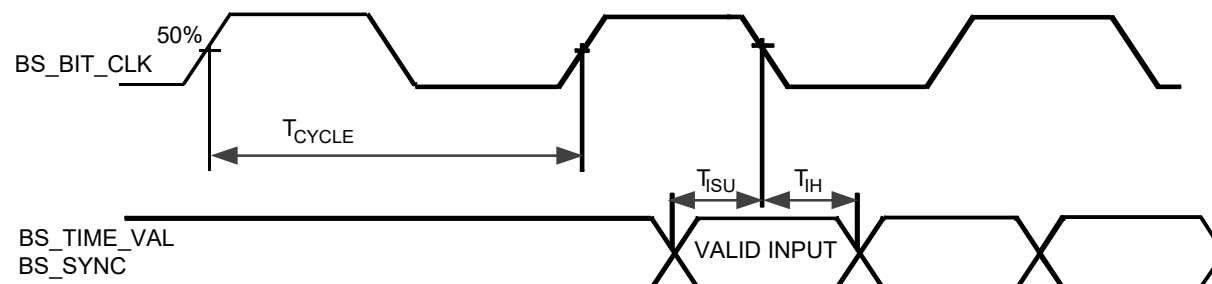 50%
BS_BIT_CLK
TCYCLE
TISU TIH
BS_TIME_VAL
BS_SYNC
VALID INPUT